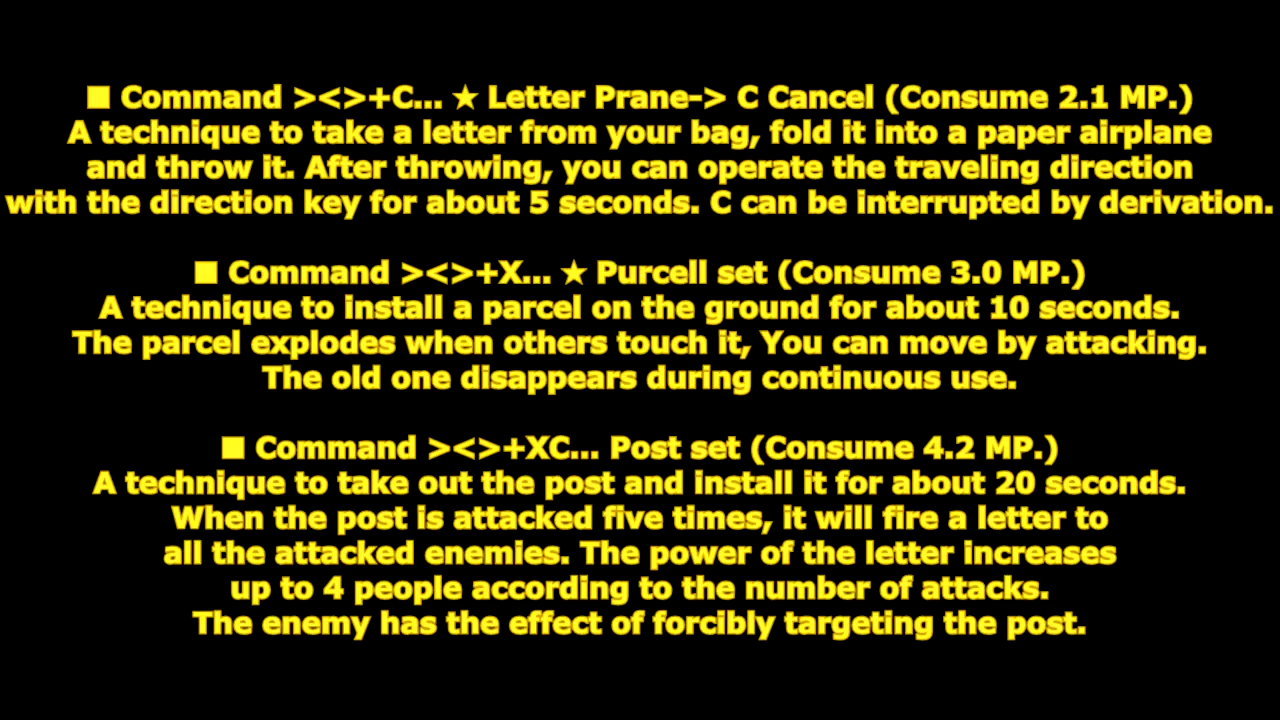 ■ Command ><>+C... ★ Letter Prane-> C Cancel (Consume 2.1 MP.)
A technique to take a letter from your bag, fold it into a paper airplane
and throw it. After throwing, you can operate the traveling direction
with the direction key for about 5 seconds. C can be interrupted by derivation.
■ Command ><>+X... ★ Purcell set (Consume 3.0 MP.)
A technique to install a parcel on the ground for about 10 seconds.
The parcel explodes when others touch it, You can move by attacking.
The old one disappears during continuous use.
■ Command ><>+XC... Post set (Consume 4.2 MP.)
A technique to take out the post and install it for about 20 seconds.
When the post is attacked five times, it will fire a letter to
all the attacked enemies. The power of the letter increases
up to 4 people according to the number of attacks.
The enemy has the effect of forcibly targeting the post.